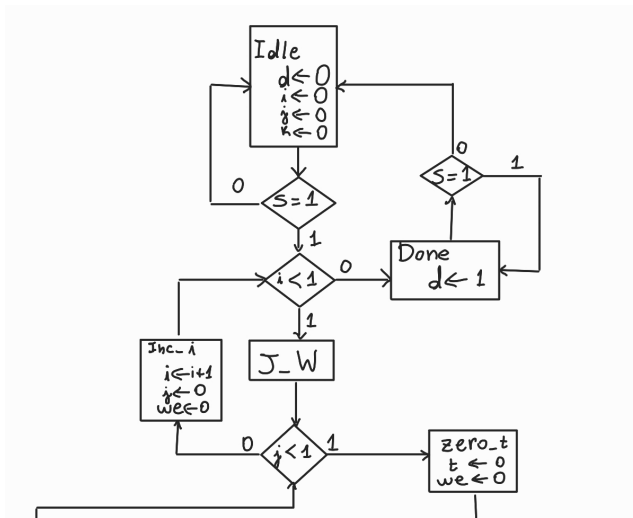 Idle
d←0
i←0
j←0
k←0
S=1
0
1
0
S=1
1
i<1
0
1
Done
d←1
Inc_i
i←i+1
j←0
we←0
J_W
0
j<1
1
zero_t
t←0
we←0